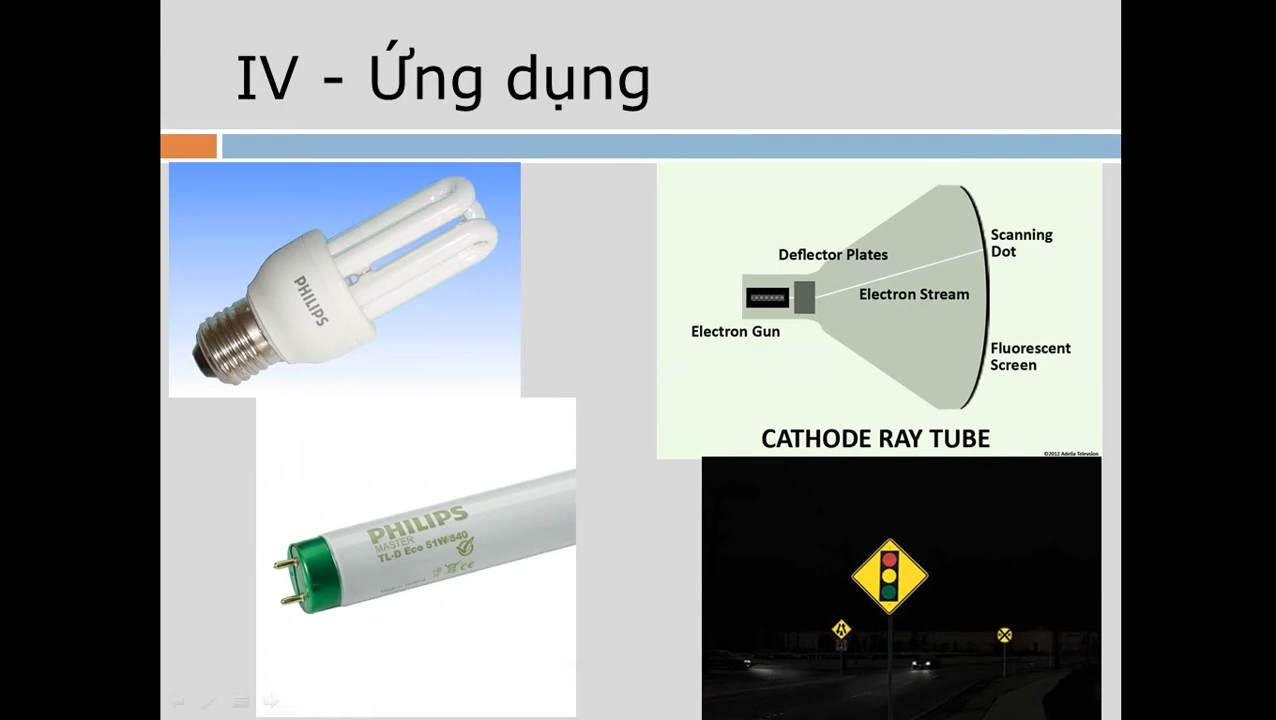 IV - Ứng dụng
PHILIPS
Deflector Plates
Scanning
Dot
Electron Stream
Electron Gun
Fluorescent
Screen
CATHODE RAY TUBE
©2012 Adelia Television
PHILIPS
MASTER
TL-D Eco 51W/840